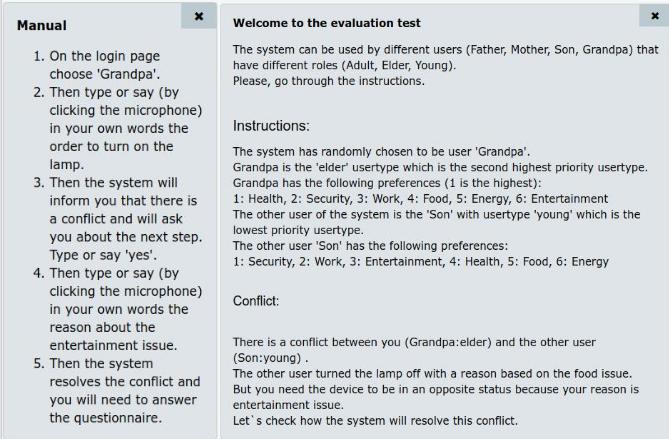 Manual
1. On the login page
choose 'Grandpa'.
2. Then type or say (by
clicking the microphone)
in your own words the
order to turn on the
lamp.
3. Then the system will
inform you that there is
a conflict and will ask
you about the next step.
Type or say 'yes'.
4. Then type or say (by
clicking the microphone)
in your own words the
reason about the
entertainment issue.
5. Then the system
resolves the conflict and
you will need to answer
the questionnaire.
Welcome to the evaluation test
The system can be used by different users (Father, Mother, Son, Grandpa) that
have different roles (Adult, Elder, Young).
Please, go through the instructions.
Instructions:
The system has randomly chosen to be user 'Grandpa'.
Grandpa is the 'elder' usertype which is the second highest priority usertype.
Grandpa has the following preferences (1 is the highest):
1: Health, 2: Security, 3: Work, 4: Food, 5: Energy, 6: Entertainment
The other user of the system is the 'Son' with usertype 'young' which is the
lowest priority usertype.
The other user 'Son' has the following preferences:
1: Security, 2: Work, 3: Entertainment, 4: Health, 5: Food, 6: Energy
Conflict:
There is a conflict between you (Grandpa:elder) and the other user
(Son:young) .
The other user turned the lamp off with a reason based on the food issue.
But you need the device to be in an opposite status because your reason is
entertainment issue.
Let`s check how the system will resolve this conflict.